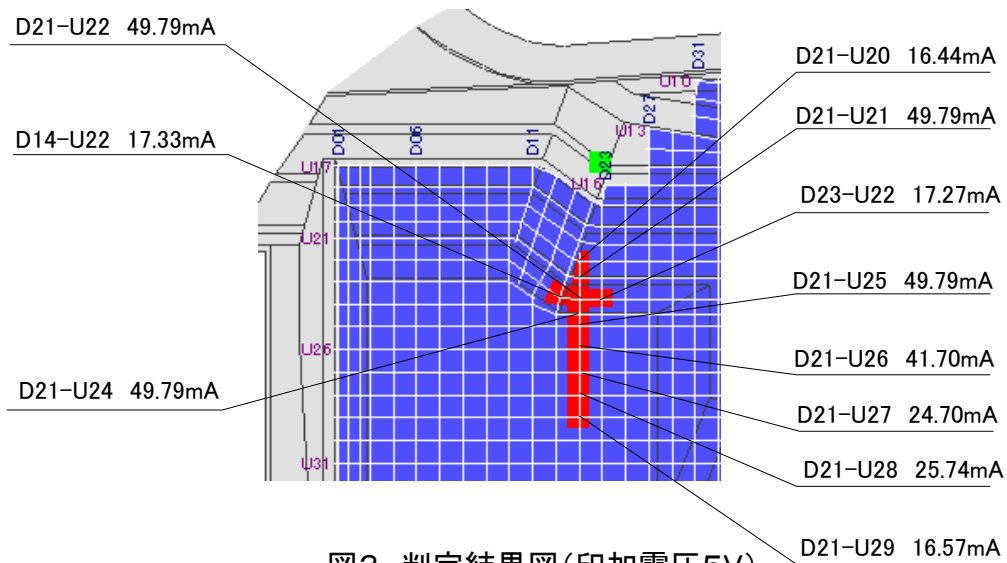 D21-U22 49.79mA
D14-U22 17.33mA
D21-U24 49.79mA
D21-U20 16.44mA
D21-U21 49.79mA
D23-U22 17.27mA
D21-U25 49.79mA
D21-U26 41.70mA
D21-U27 24.70mA
D21-U28 25.74mA
D21-U29 16.57mA
D01
D06
D11
D23
D27
D31
U10
U13
U16
U17
U21
U26
U31